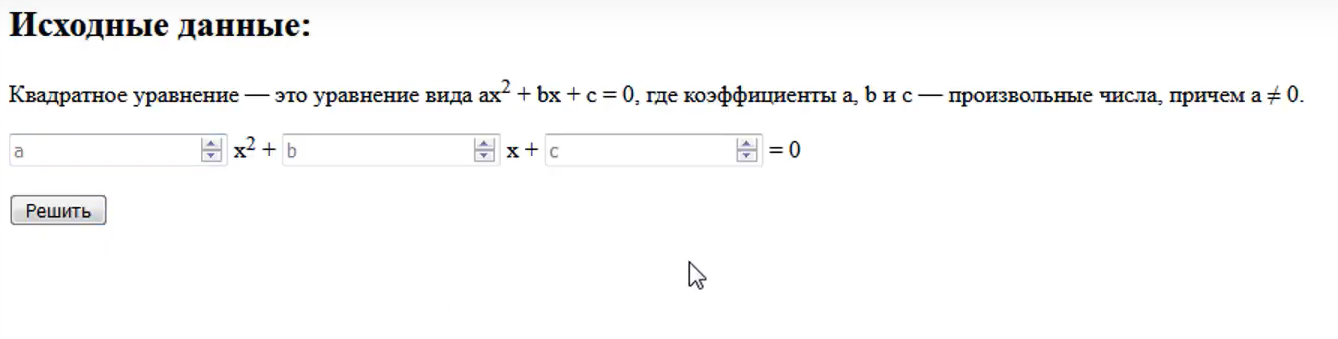 Исходные данные:
Квадратное уравнение — это уравнение вида ax² + bx + c = 0, где коэффициенты a, b и c — произвольные числа, причем a ≠ 0.
a x² + b x + c = 0
Решить